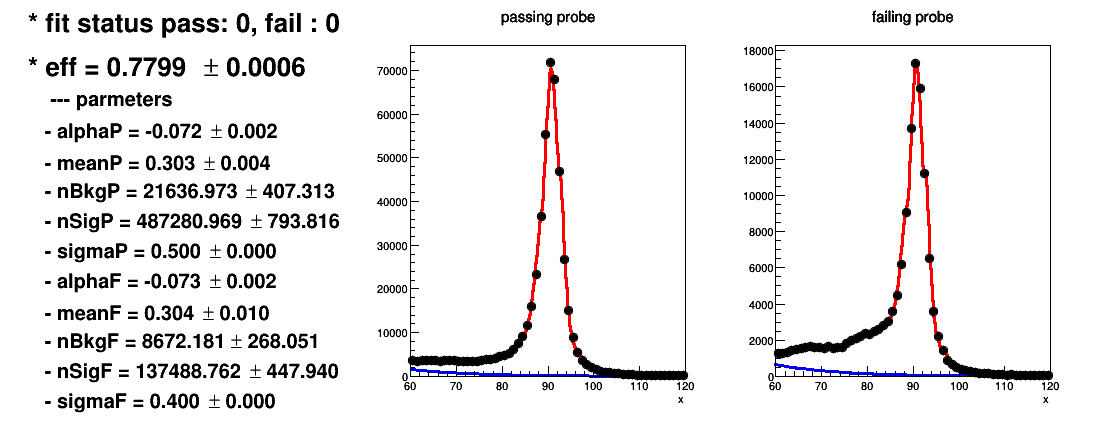 * fit status pass: 0, fail : 0
* eff = 0.7799 ± 0.0006
--- parmeters
- alphaP = -0.072 ± 0.002
- meanP = 0.303 ± 0.004
- nBkgP = 21636.973 ± 407.313
- nSigP = 487280.969 ± 793.816
- sigmaP = 0.500 ± 0.000
- alphaF = -0.073 ± 0.002
- meanF = 0.304 ± 0.010
- nBkgF = 8672.181 ± 268.051
- nSigF = 137488.762 ± 447.940
- sigmaF = 0.400 ± 0.000
passing probe
70000
60000
50000
40000
30000
20000
10000
0
60 70 80 90 100 110 120
x
failing probe
18000
16000
14000
12000
10000
8000
6000
4000
2000
0
60 70 80 90 100 110 120
x